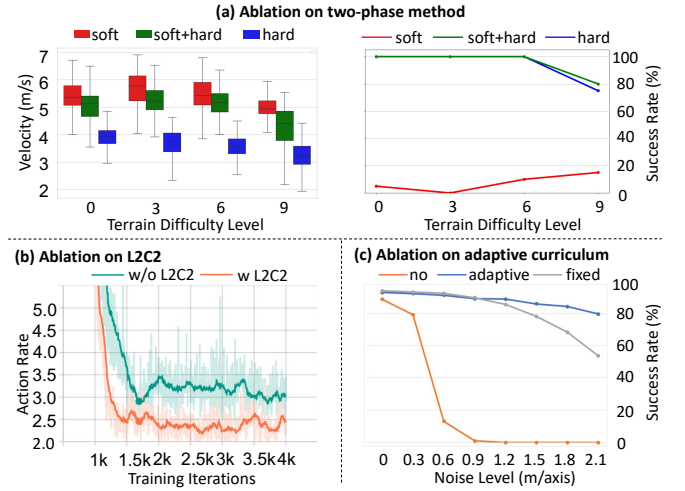 (a) Ablation on two-phase method
soft soft+hard hard
7
6
5
4
3
2
Velocity (m/s)
0 3 6 9
Terrain Difficulty Level
soft soft+hard hard
100
80
60
40
20
0
Success Rate (%)
0 3 6 9
Terrain Difficulty Level
(b) Ablation on L2C2
w/o L2C2 w L2C2
5.0
4.5
4.0
3.5
3.0
2.5
2.0
Action Rate
1k 1.5k 2k 2.5k 3k 3.5k 4k
Training Iterations
(c) Ablation on adaptive curriculum
no adaptive fixed
100
80
60
40
20
0
Success Rate (%)
0 0.3 0.6 0.9 1.2 1.5 1.8 2.1
Noise Level (m/axis)